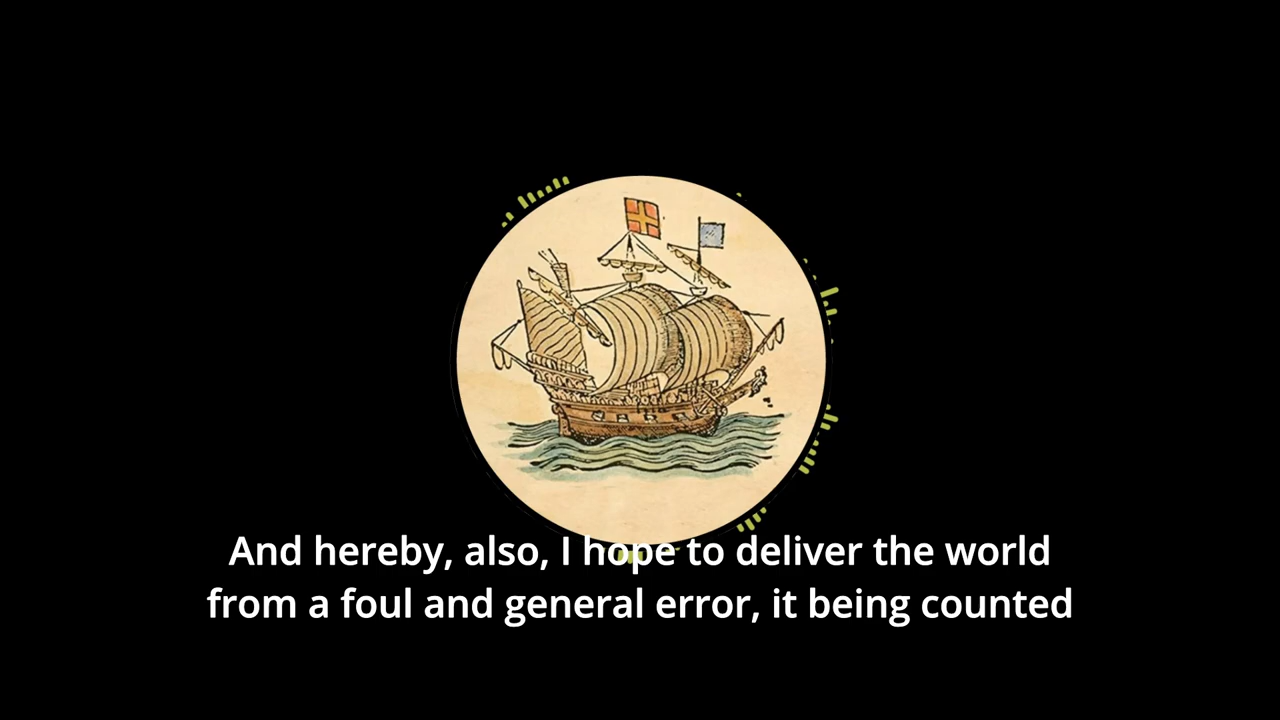 And hereby, also, I hope to deliver the world
from a foul and general error, it being counted